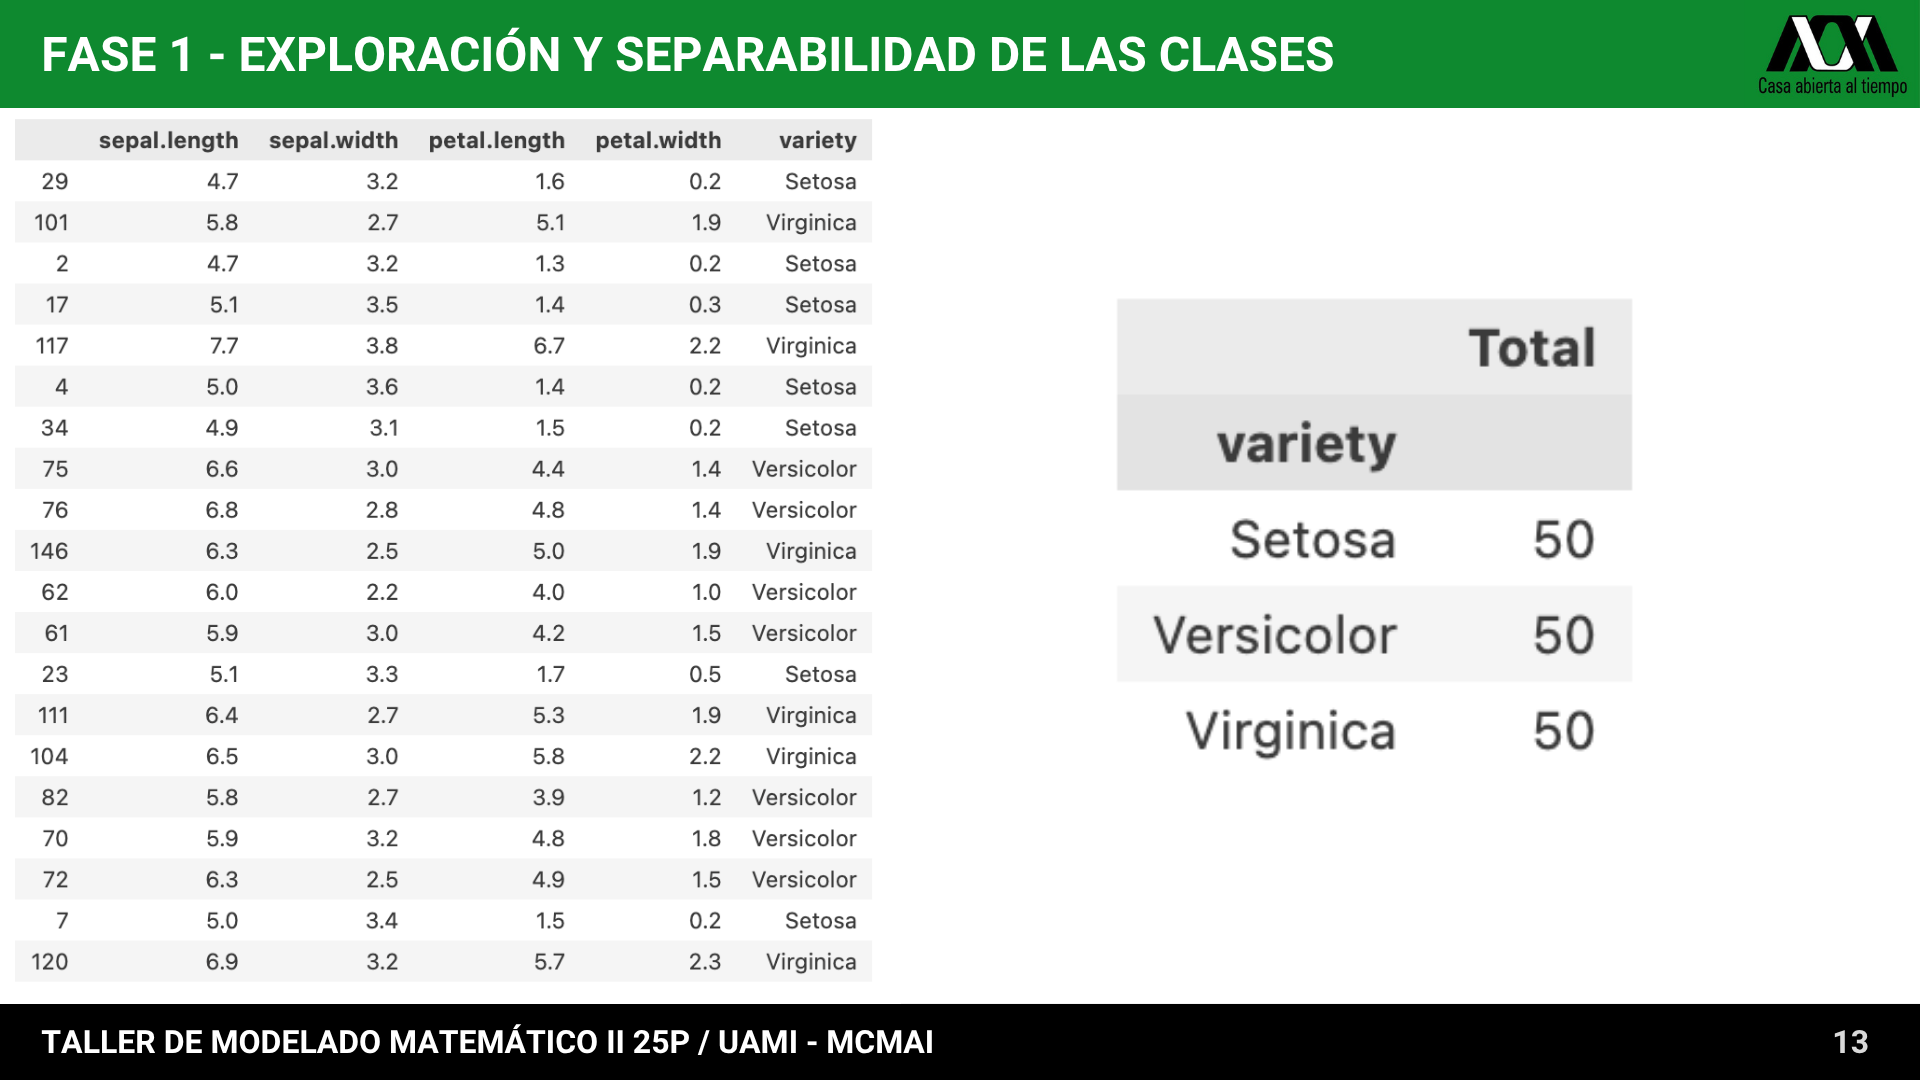 FASE 1 - EXPLORACIÓN Y SEPARABILIDAD DE LAS CLASES
Casa abierta al tiempo
sepal.length sepal.width petal.length petal.width variety
29 4.7 3.2 1.6 0.2 Setosa
101 5.8 2.7 5.1 1.9 Virginica
2 4.7 3.2 1.3 0.2 Setosa
17 5.1 3.5 1.4 0.3 Setosa
117 7.7 3.8 6.7 2.2 Virginica
4 5.0 3.6 1.4 0.2 Setosa
34 4.9 3.1 1.5 0.2 Setosa
75 6.6 3.0 4.4 1.4 Versicolor
76 6.8 2.8 4.8 1.4 Versicolor
146 6.3 2.5 5.0 1.9 Virginica
62 6.0 2.2 4.0 1.0 Versicolor
61 5.9 3.0 4.2 1.5 Versicolor
23 5.1 3.3 1.7 0.5 Setosa
111 6.4 2.7 5.3 1.9 Virginica
104 6.5 3.0 5.8 2.2 Virginica
82 5.8 2.7 3.9 1.2 Versicolor
70 5.9 3.2 4.8 1.8 Versicolor
72 6.3 2.5 4.9 1.5 Versicolor
7 5.0 3.4 1.5 0.2 Setosa
120 6.9 3.2 5.7 2.3 Virginica
Total
variety
Setosa 50
Versicolor 50
Virginica 50
TALLER DE MODELADO MATEMÁTICO II 25P / UAMI - MCMAI
13